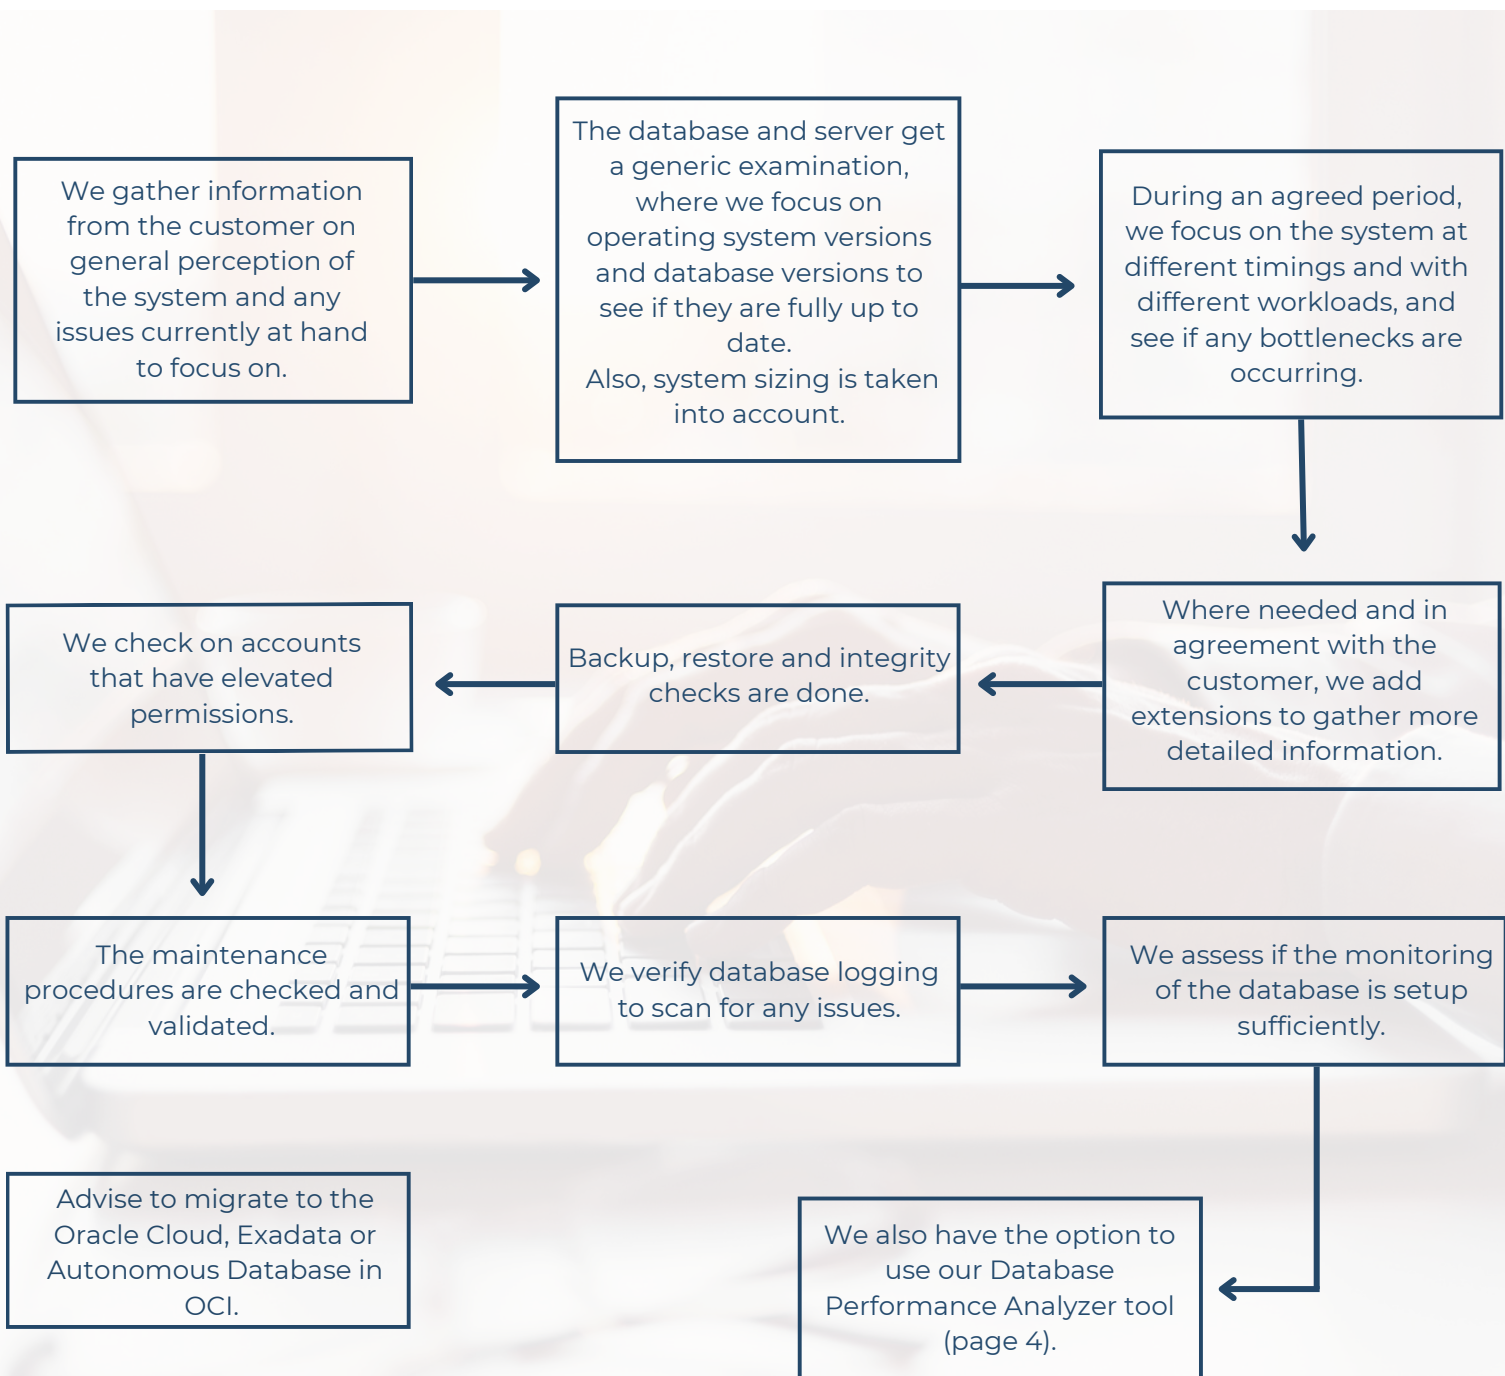 We gather information
from the customer on
general perception of
the system and any
issues currently at hand
to focus on.
The database and server get
a generic examination,
where we focus on
operating system versions
and database versions to
see if they are fully up to
date.
Also, system sizing is taken
into account.
During an agreed period,
we focus on the system at
different timings and with
different workloads, and
see if any bottlenecks are
occurring.
Where needed and in
agreement with the
customer, we add
extensions to gather more
detailed information.
Backup, restore and integrity
checks are done.
We check on accounts
that have elevated
permissions.
The maintenance
procedures are checked and
validated.
We verify database logging
to scan for any issues.
We assess if the monitoring
of the database is setup
sufficiently.
We also have the option to
use our Database
Performance Analyzer tool
(page 4).
Advise to migrate to the
Oracle Cloud, Exadata or
Autonomous Database in
OCI.